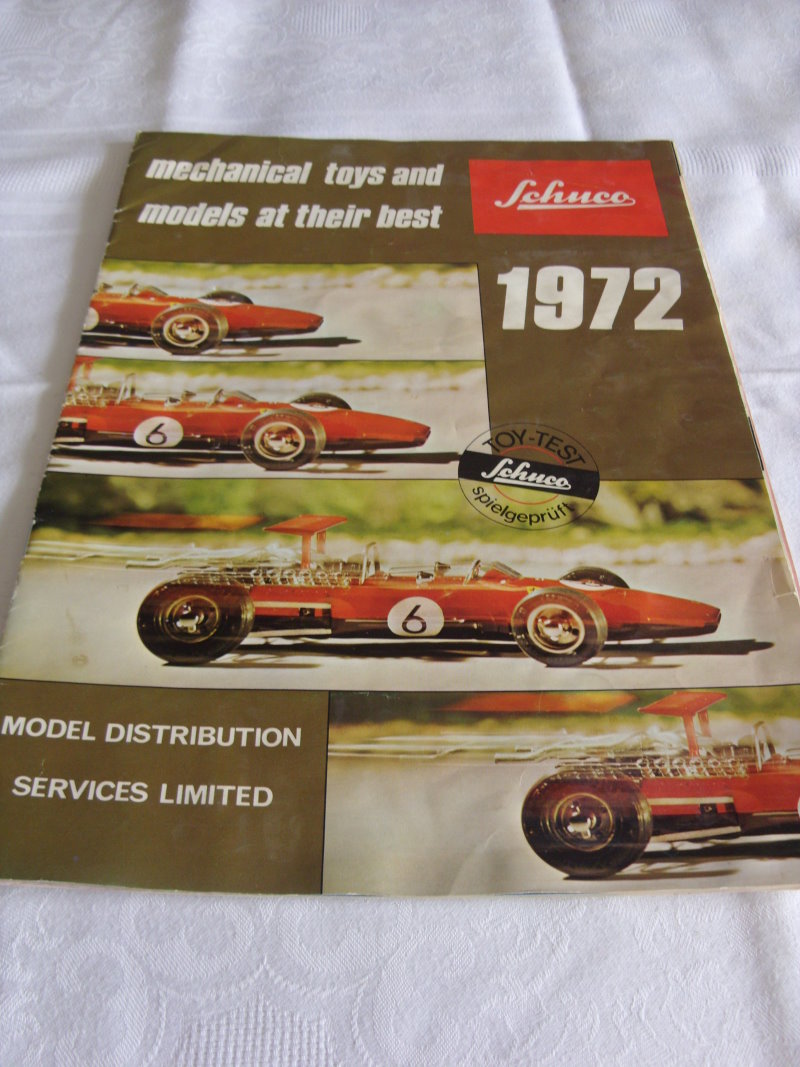 mechanical toys and
models at their best
Schuco
1972
6
TOY-TEST
Schuco
spielgeprüft
6
MODEL DISTRIBUTION
SERVICES LIMITED